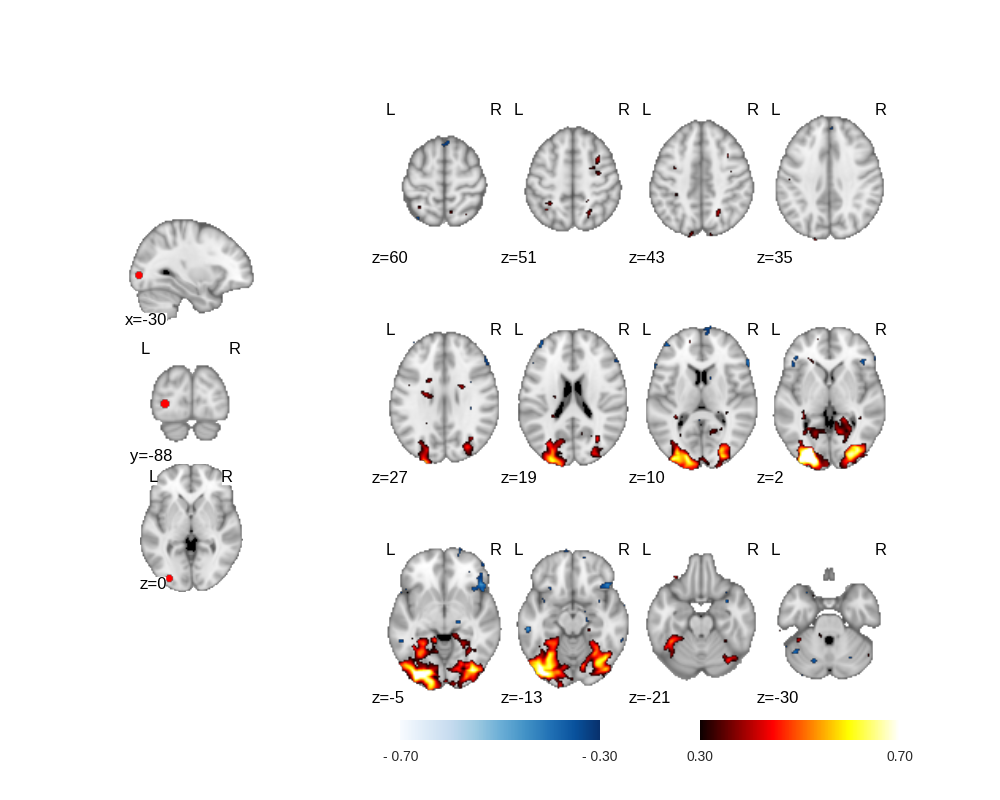 L R L R L R L R
z=60 z=51 z=43 z=35
x=-30
L R L R L R L R
L R
y=-88
L R
z=27 z=19 z=10 z=2
L R L R L R L R
z=0
z=-5 z=-13 z=-21 z=-30
- 0.70 - 0.30 0.30 0.70